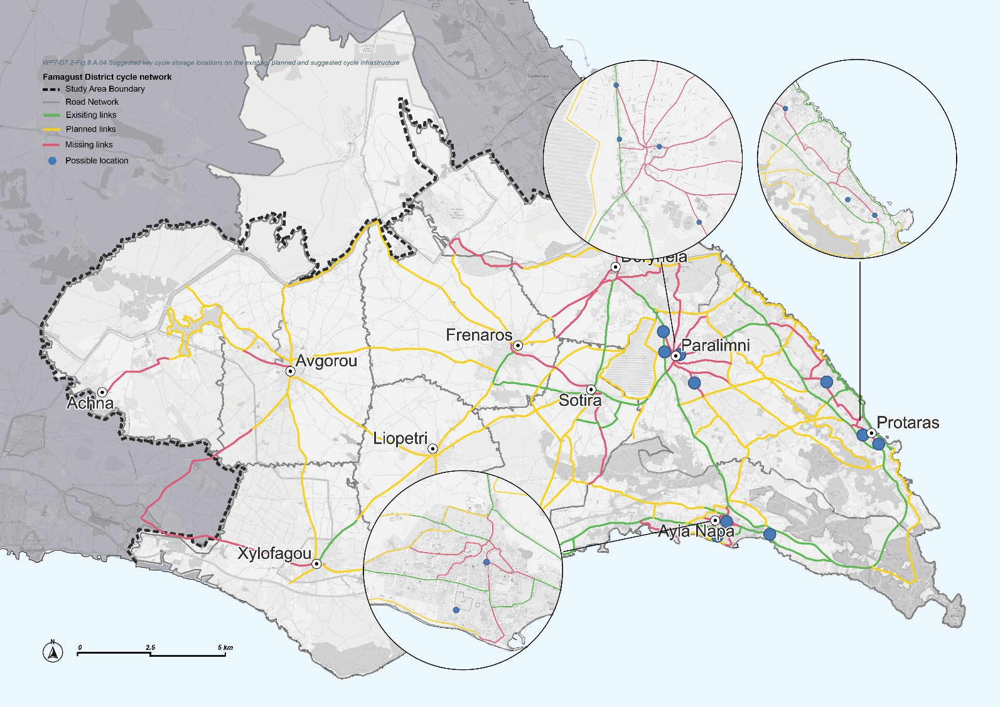 WP7-D7.2-Fig.8 A.04 Suggested key cycle storage locations on the existing, planned and suggested cycle infrastructure
Famagust District cycle network
Study Area Boundary
Road Network
Exisiting links
Planned links
Missing links
Possible location
Deryneia
Frenaros
Paralimni
Avgorou
Achna
Sotira
Protaras
Liopetri
Ayia Napa
Xylofagou
N
0
2.5
5 km